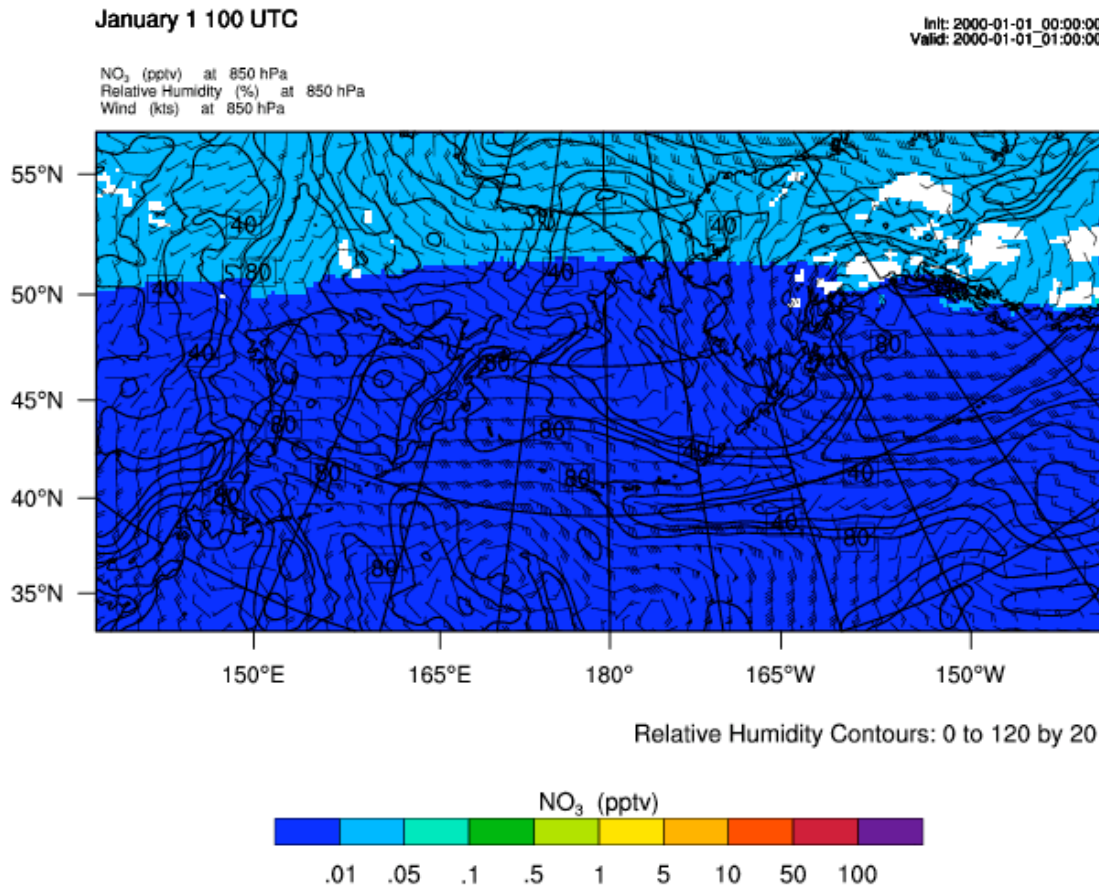 January 1 100 UTC
Init: 2000-01-01_00:00:00
Valid: 2000-01-01_01:00:00
NO₃ (pptv) at 850 hPa
Relative Humidity (%) at 850 hPa
Wind (kts) at 850 hPa
55°N
40
40
80
40
40
50°N
80
40
80
40
45°N
80
80
40
80
80
40
40°N
80
40
80
80
35°N
150°E 165°E 180° 165°W 150°W
Relative Humidity Contours: 0 to 120 by 20
NO₃ (pptv)
.01 .05 .1 .5 1 5 10 50 100